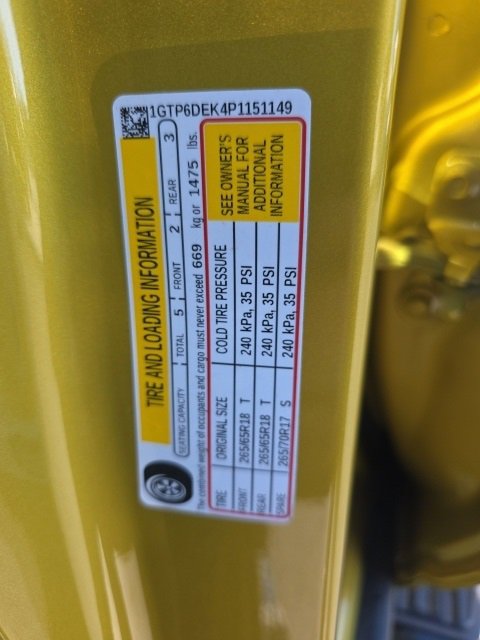 1GTP6DEK4P1151149
TIRE AND LOADING INFORMATION
SEATING CAPACITY TOTAL 5 FRONT 2 REAR 3
The combined weight of occupants and cargo must never exceed 669 kg or 1475 lbs.
TIRE ORIGINAL SIZE COLD TIRE PRESSURE
FRONT 265/65R18 T 240 kPa, 35 PSI
REAR 265/65R18 T 240 kPa, 35 PSI
SPARE 265/70R17 S 240 kPa, 35 PSI
SEE OWNER'S
MANUAL FOR
ADDITIONAL
INFORMATION